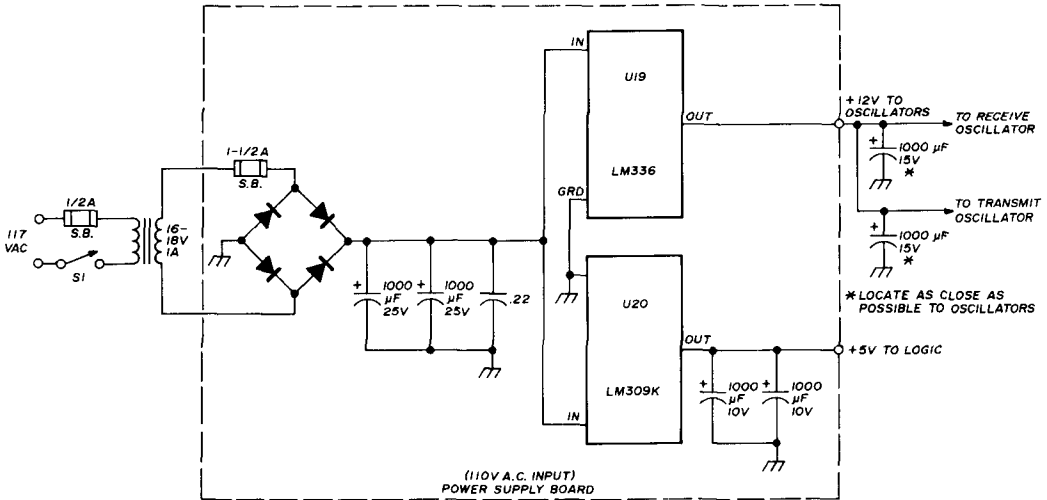 IN
U19
OUT
LM336
GRD
+12V TO
OSCILLATORS
TO RECEIVE
OSCILLATOR
+ 1000 µF
15V
*
TO TRANSMIT
OSCILLATOR
+ 1000 µF
15V
*
* LOCATE AS CLOSE AS
POSSIBLE TO OSCILLATORS
1-1/2A
S.B.
1/2A
S.B.
117
VAC
S1
16-
18V
1A
+ 1000
µF
25V
+ 1000
µF
25V
.22
U20
OUT
LM309K
IN
+5V TO LOGIC
+ 1000
µF
10V
+ 1000
µF
10V
(110V A.C. INPUT)
POWER SUPPLY BOARD